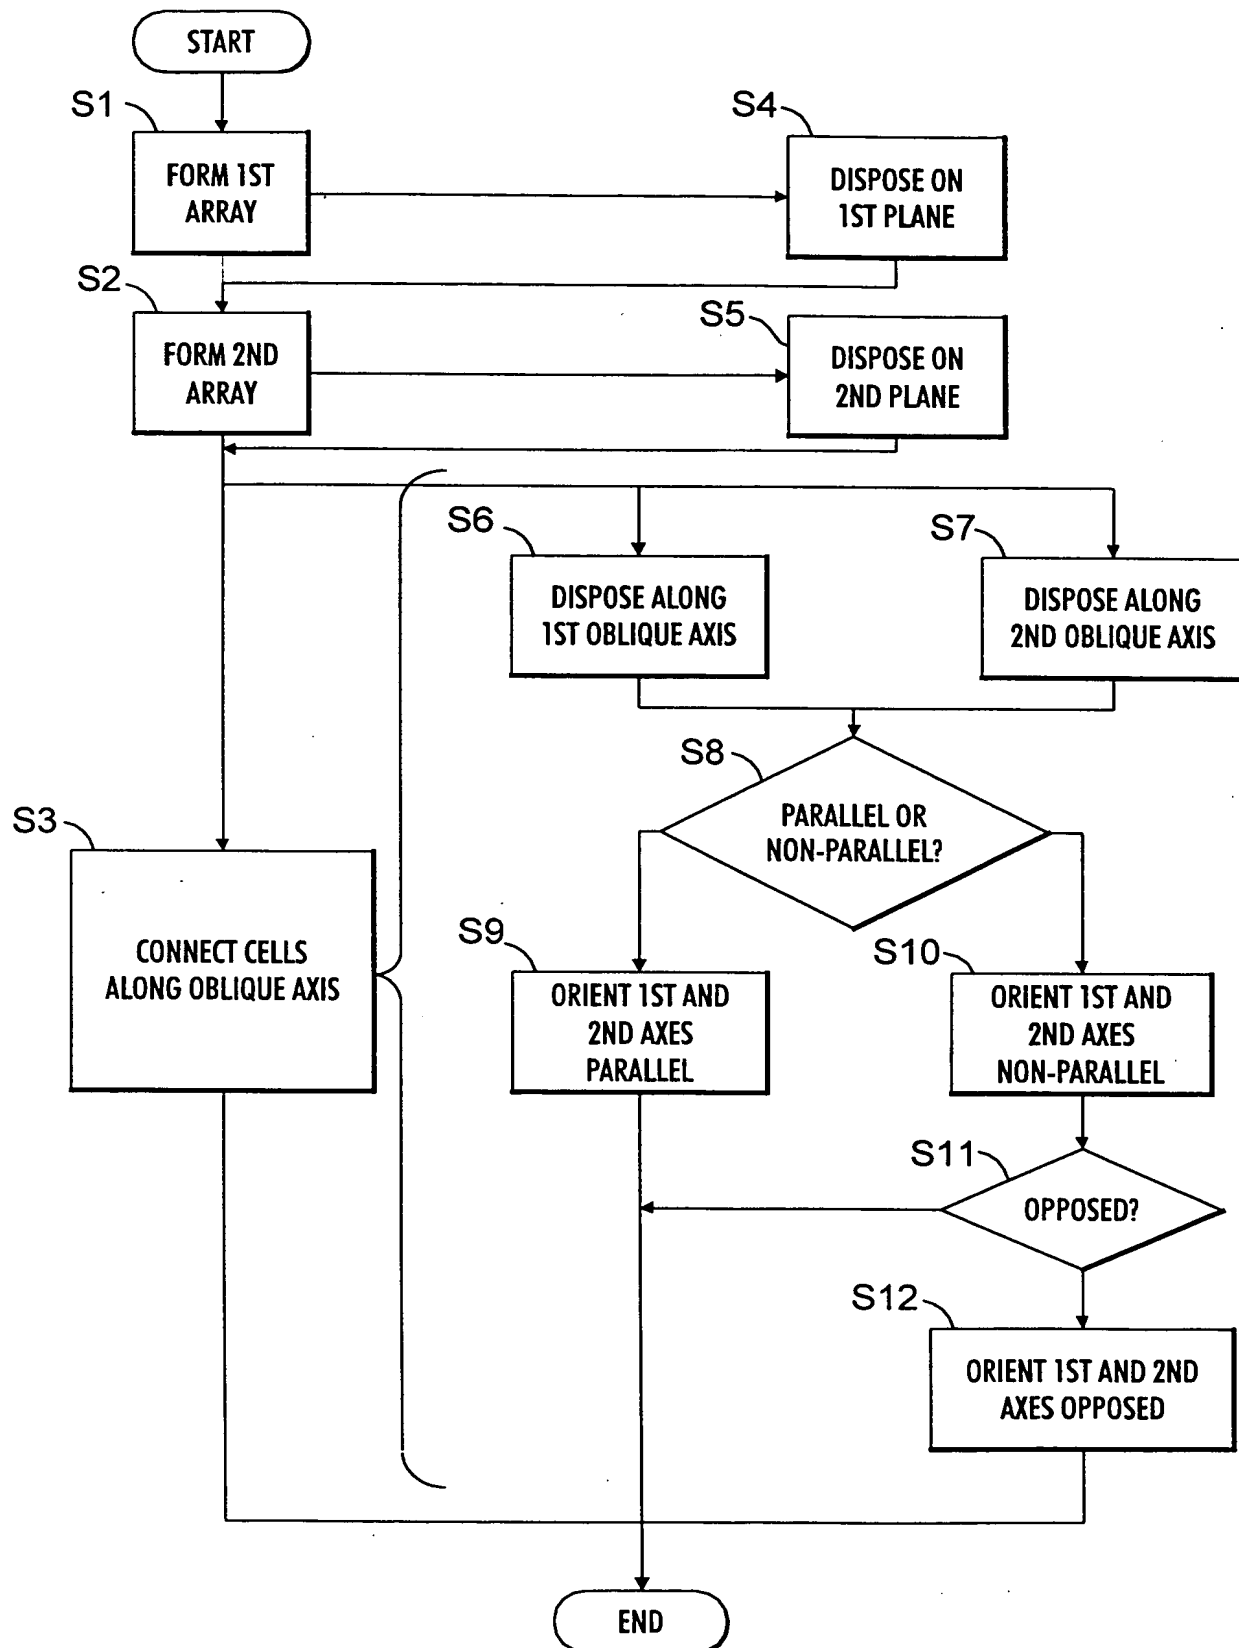 START
S1
FORM 1ST
ARRAY
S4
DISPOSE ON
1ST PLANE
S2
FORM 2ND
ARRAY
S5
DISPOSE ON
2ND PLANE
S6
DISPOSE ALONG
1ST OBLIQUE AXIS
S7
DISPOSE ALONG
2ND OBLIQUE AXIS
S8
PARALLEL OR
NON-PARALLEL?
S3
CONNECT CELLS
ALONG OBLIQUE AXIS
S9
ORIENT 1ST AND
2ND AXES
PARALLEL
S10
ORIENT 1ST AND
2ND AXES
NON-PARALLEL
S11
OPPOSED?
S12
ORIENT 1ST AND 2ND
AXES OPPOSED
END